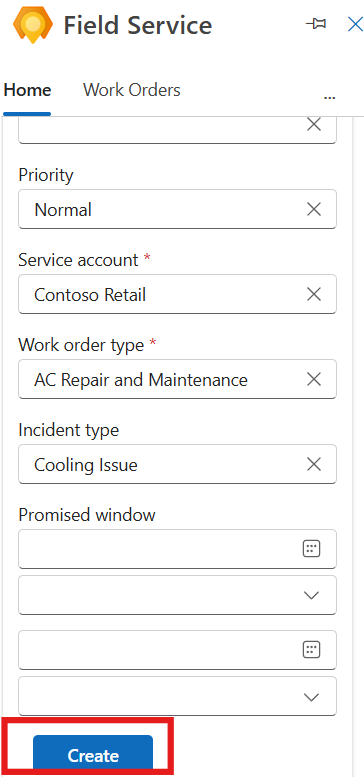 Field Service
Home Work Orders
...
Priority
Normal
Service account *
Contoso Retail
Work order type *
AC Repair and Maintenance
Incident type
Cooling Issue
Promised window
Create